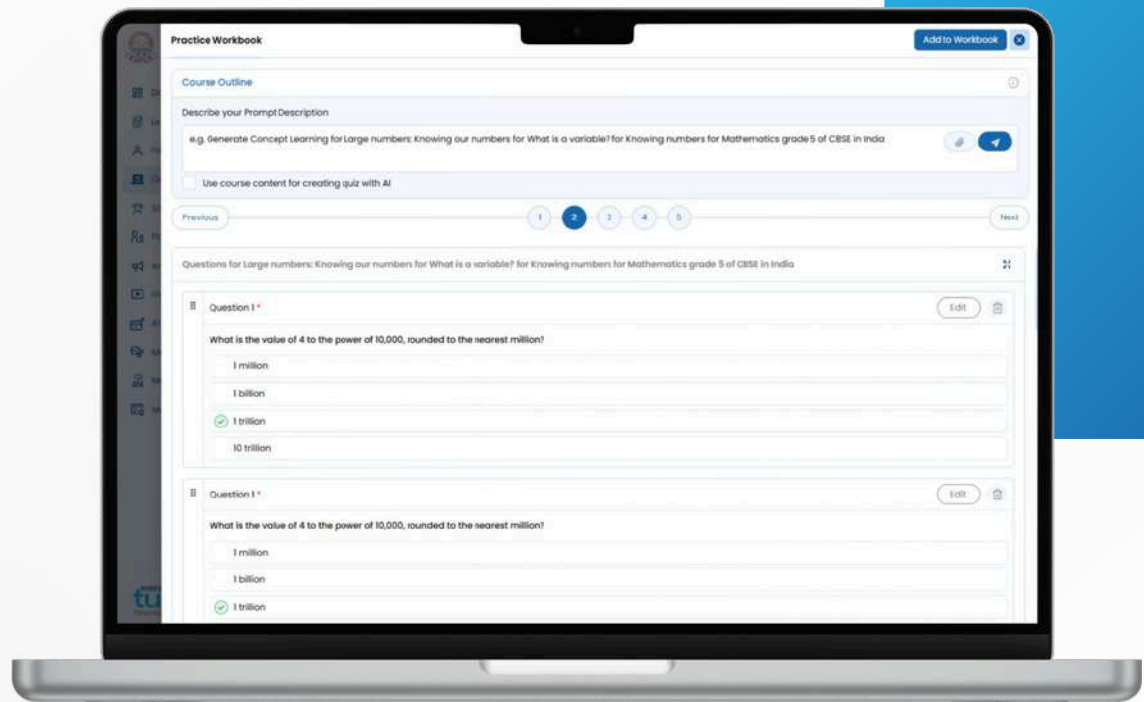 Practice Workbook
Add to Workbook
Course Outline
Describe your Prompt Description
e.g. Generate Concept Learning for Large numbers: Knowing our numbers for What is a variable? for Knowing numbers for Mathematics grade 5 of CBSE in India
Use course content for creating quiz with AI
Previous
1
2
3
4
5
Next
Questions for Large numbers: Knowing our numbers for What is a variable? for Knowing numbers for Mathematics grade 5 of CBSE in India
Question 1 *
Edit
What is the value of 4 to the power of 10,000, rounded to the nearest million?
1 million
1 billion
1 trillion
10 trillion
Question 1 *
Edit
What is the value of 4 to the power of 10,000, rounded to the nearest million?
1 million
1 billion
1 trillion